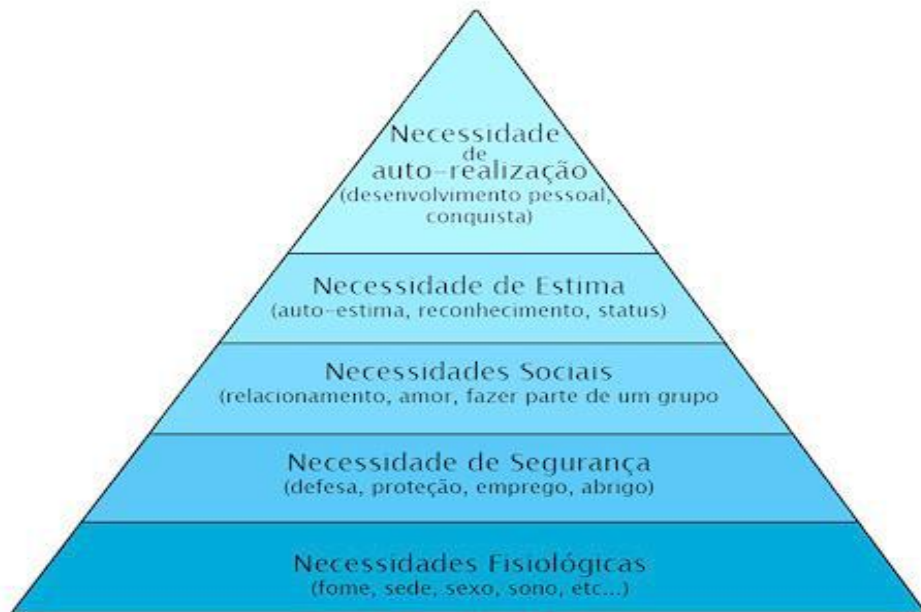 Necessidade
de
auto-realização
(desenvolvimento pessoal,
conquista)
Necessidade de Estima
(auto-estima, reconhecimento, status)
Necessidades Sociais
(relacionamento, amor, fazer parte de um grupo
Necessidade de Segurança
(defesa, proteção, emprego, abrigo)
Necessidades Fisiológicas
(fome, sede, sexo, sono, etc...)